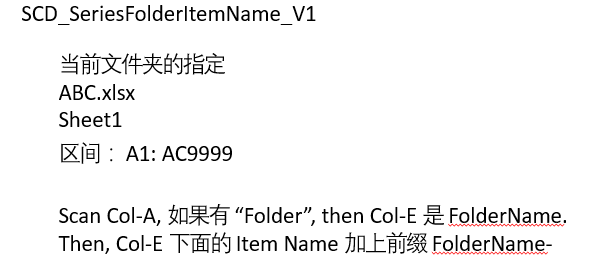 SCD_SeriesFolderItemName_V1
当前文件夹的指定
ABC.xlsx
Sheet1
区间：A1: AC9999
Scan Col-A, 如果有 “Folder”, then Col-E 是 FolderName.
Then, Col-E 下面的 Item Name 加上前缀 FolderName-